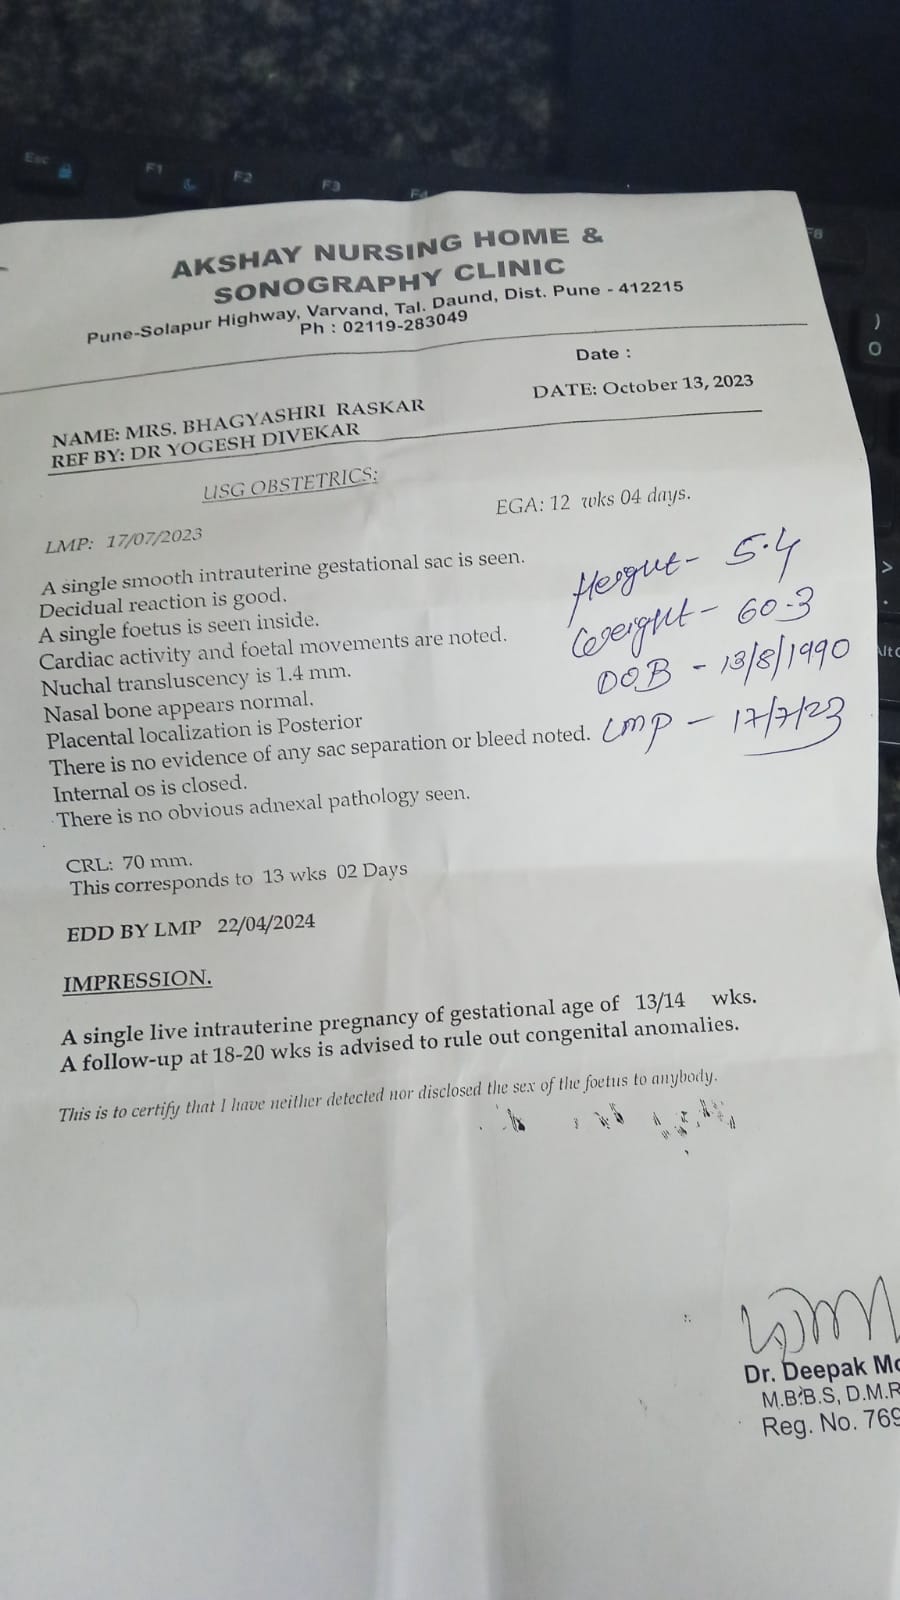 AKSHAY NURSING HOME &
SONOGRAPHY CLINIC
Pune-Solapur Highway, Varvand, Tal. Daund, Dist. Pune - 412215
Ph : 02119-283049
Date :
DATE: October 13, 2023
NAME: MRS. BHAGYASHRI RASKAR
REF BY: DR YOGESH DIVEKAR
USG OBSTETRICS:
LMP: 17/07/2023 EGA: 12 wks 04 days.
A single smooth intrauterine gestational sac is seen.
Decidual reaction is good.
A single foetus is seen inside.
Cardiac activity and foetal movements are noted.
Nuchal transluscency is 1.4 mm.
Nasal bone appears normal.
Placental localization is Posterior
There is no evidence of any sac separation or bleed noted.
Internal os is closed.
There is no obvious adnexal pathology seen.
Height - 5.4
Weight - 60.3
DOB - 13/8/1990
LMP - 17/7/23
CRL: 70 mm.
This corresponds to 13 wks 02 Days
EDD BY LMP 22/04/2024
IMPRESSION.
A single live intrauterine pregnancy of gestational age of 13/14 wks.
A follow-up at 18-20 wks is advised to rule out congenital anomalies.
This is to certify that I have neither detected nor disclosed the sex of the foetus to anybody.
Dr. Deepak
M.B.B.S, D.M.R
Reg. No. 769
Esc
F1
F2
F3
F4
F8
)
0
>
.